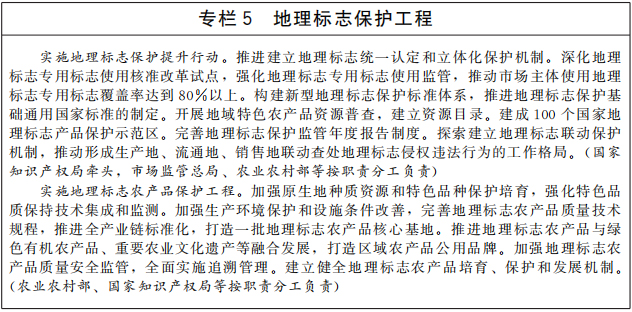 专栏 5　地理标志保护工程
实施地理标志保护提升行动。推进建立地理标志统一认定和立体化保护机制。深化地理
标志专用标志使用核准改革试点，强化地理标志专用标志使用监管，推动市场主体使用地理
标志专用标志覆盖率达到 80%以上。构建新型地理标志保护标准体系，推进地理标志保护基
础通用国家标准的制定。开展地域特色农产品资源普查，建立资源目录。建成 100 个国家地
理标志产品保护示范区。完善地理标志保护监管年度报告制度。探索建立地理标志联动保护
机制，推动形成生产地、流通地、销售地联动查处地理标志侵权违法行为的工作格局。（国家
知识产权局牵头，市场监管总局、农业农村部等按职责分工负责）
实施地理标志农产品保护工程。加强原生地种质资源和特色品种保护培育，强化特色品
质保持技术集成和监测。加强生产环境保护和设施条件改善，完善地理标志农产品质量技术
规程，推进全产业链标准化，打造一批地理标志农产品核心基地。推进地理标志农产品与绿
色有机农产品、重要农业文化遗产等融合发展，打造区域农产品公用品牌。加强地理标志农
产品质量安全监管，全面实施追溯管理。建立健全地理标志农产品培育、保护和发展机制。
（农业农村部、国家知识产权局等按职责分工负责）